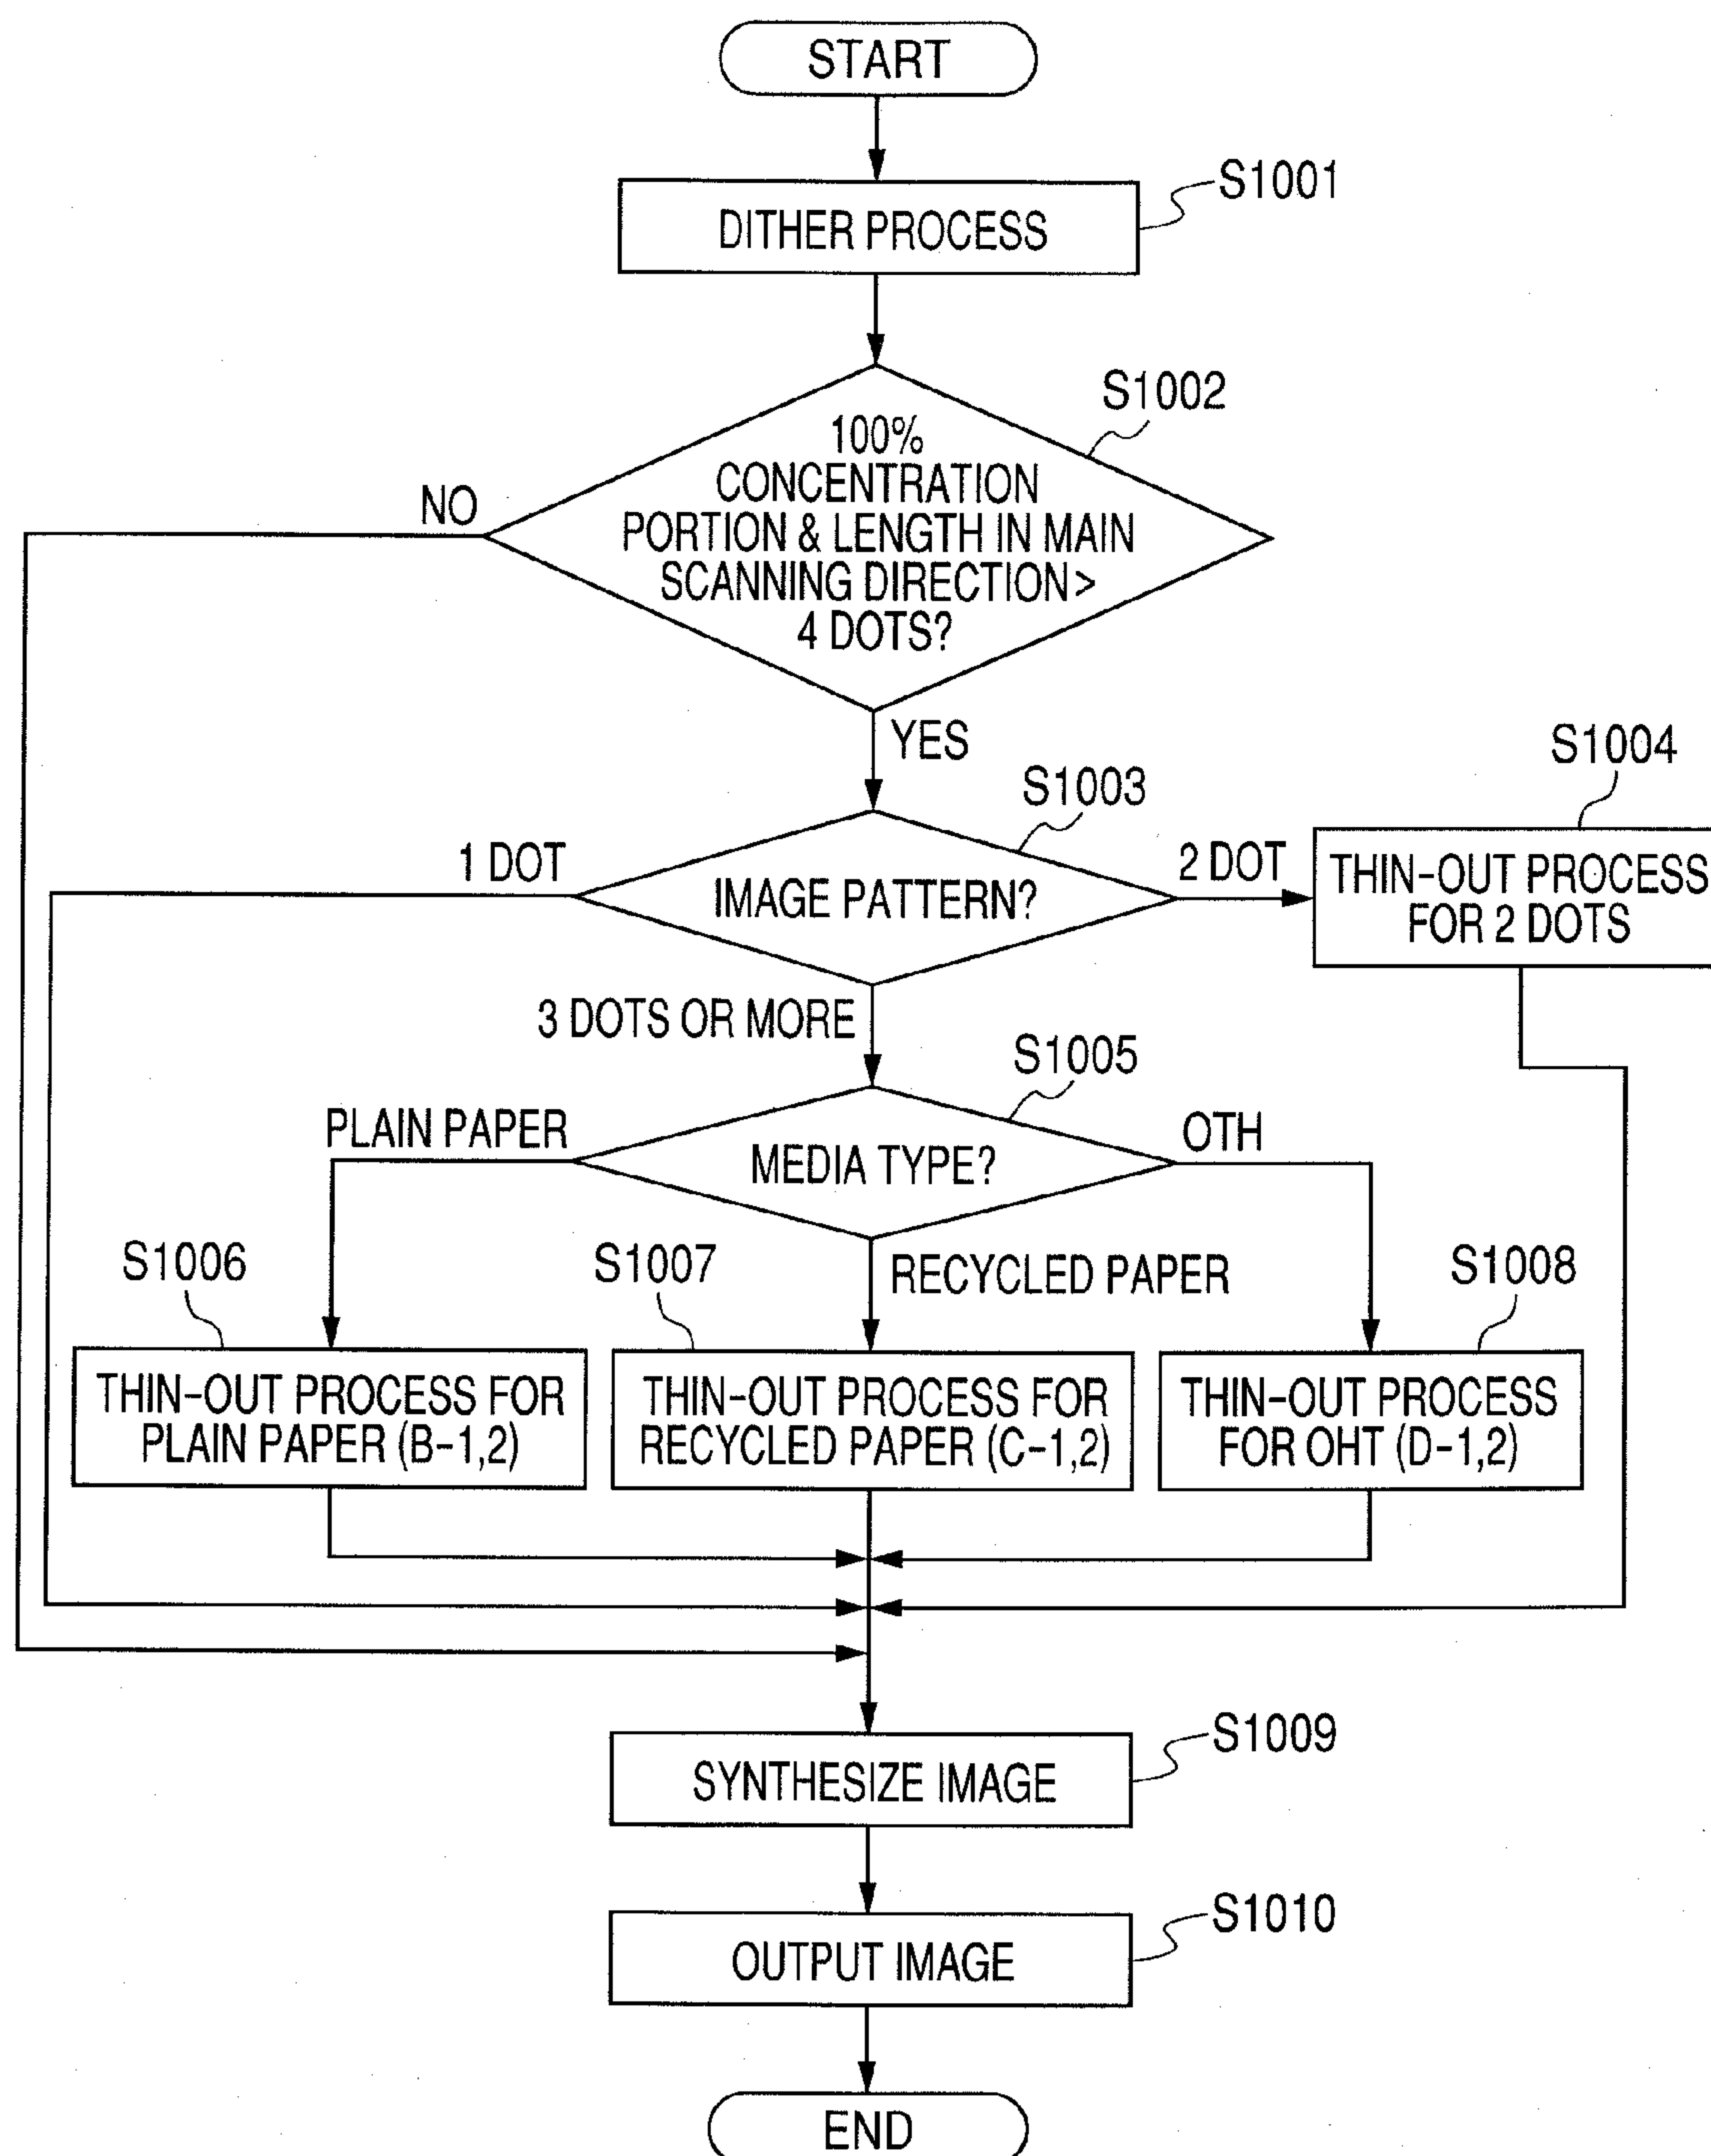 START
S1001
DITHER PROCESS
S1002
100%
CONCENTRATION
PORTION & LENGTH IN MAIN
SCANNING DIRECTION >
4 DOTS?
NO
YES
S1003
S1004
1 DOT
IMAGE PATTERN?
2 DOT
THIN-OUT PROCESS
FOR 2 DOTS
3 DOTS OR MORE
S1005
PLAIN PAPER
MEDIA TYPE?
OTH
S1006
S1007
RECYCLED PAPER
S1008
THIN-OUT PROCESS FOR
PLAIN PAPER (B-1,2)
THIN-OUT PROCESS FOR
RECYCLED PAPER (C-1,2)
THIN-OUT PROCESS
FOR OHT (D-1,2)
S1009
SYNTHESIZE IMAGE
S1010
OUTPUT IMAGE
END